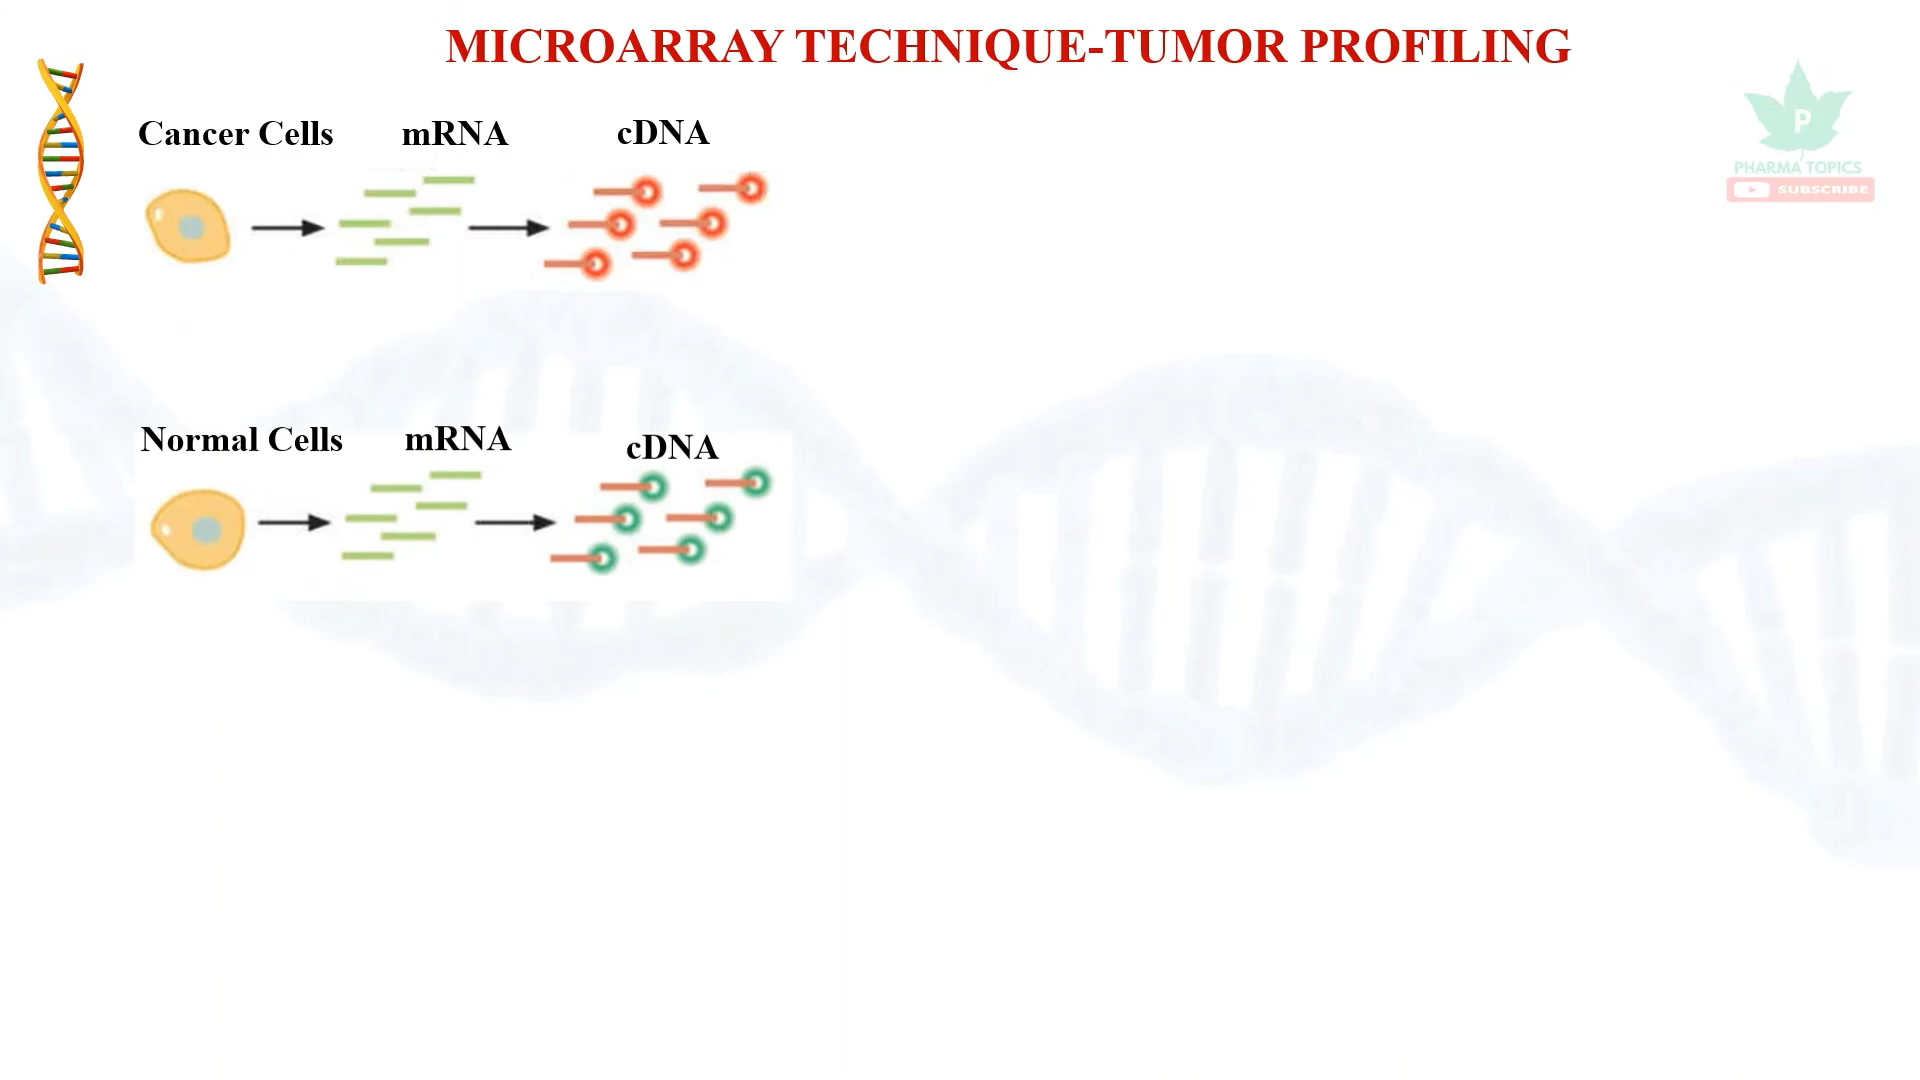 MICROARRAY TECHNIQUE-TUMOR PROFILING
P
PHARMA TOPICS
SUBSCRIBE
Cancer Cells mRNA cDNA
Normal Cells mRNA cDNA